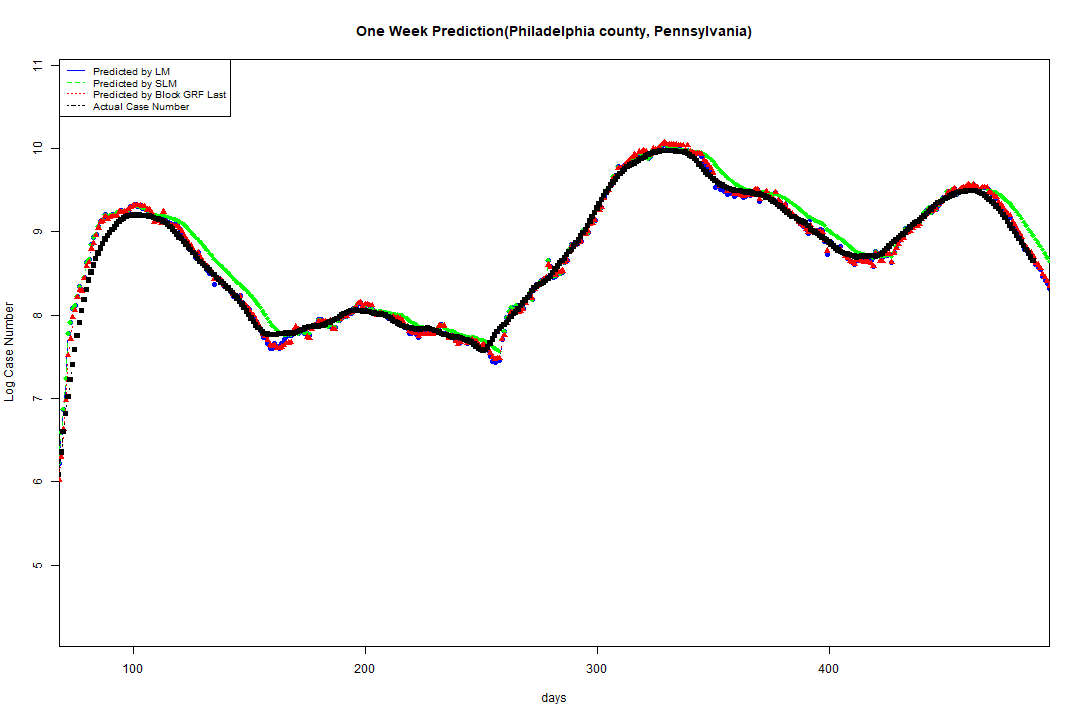 One Week Prediction(Philadelphia county, Pennsylvania)
Predicted by LM
Predicted by SLM
Predicted by Block GRF Last
Actual Case Number
11
10
9
8
7
6
5
Log Case Number
100
200
300
400
days